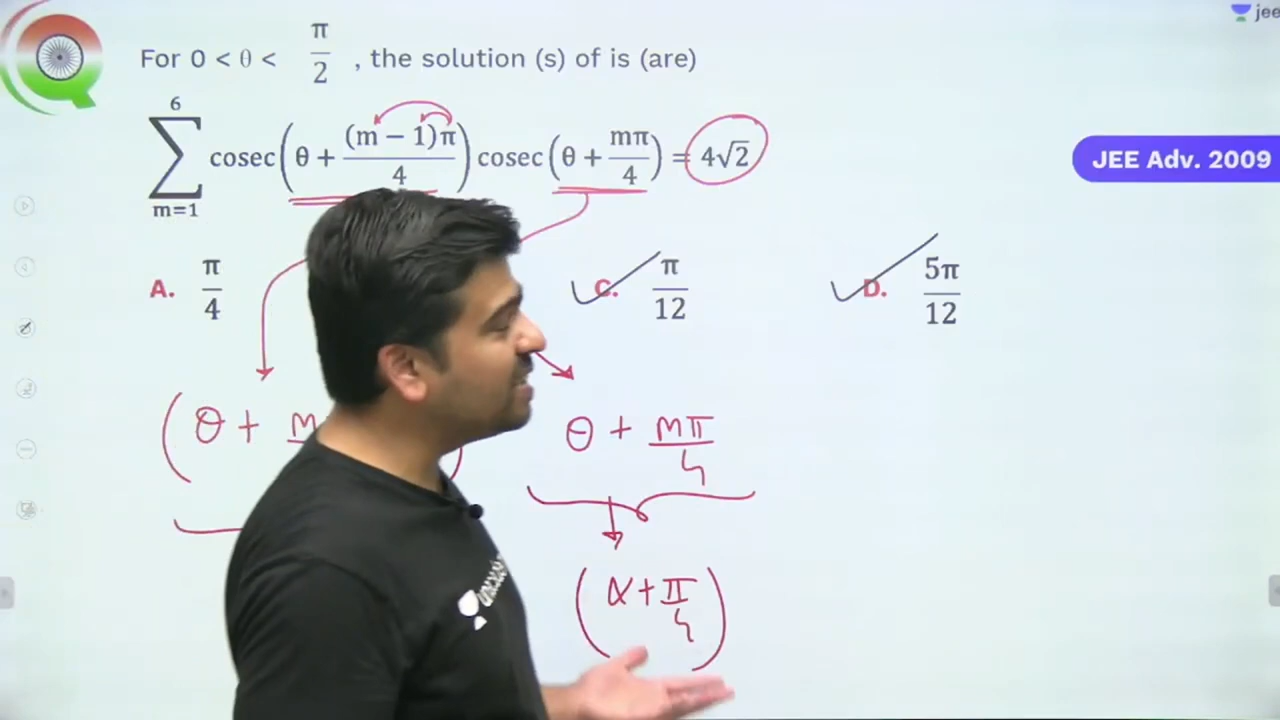 jee
For 0 < θ < π/2 , the solution (s) of is (are)
6
∑ cosec(θ + (m − 1)π/4) cosec(θ + mπ/4) = 4√2
m=1
JEE Adv. 2009
A. π/4 C. π/12 D. 5π/12
(θ + m θ + mπ/4
(α + π/4)